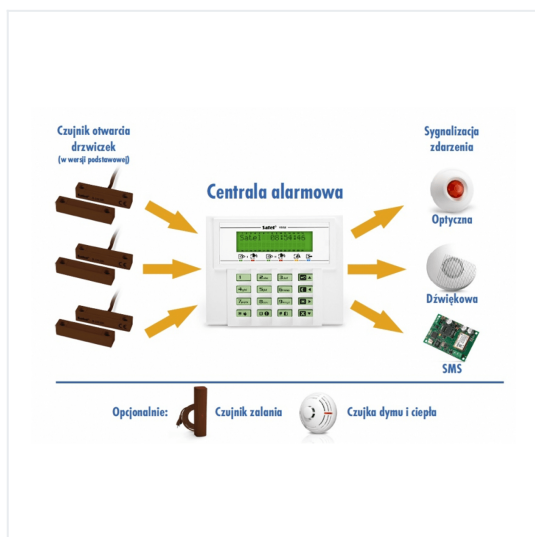 Czujnik otwarcia
drzwiczek
(w wersji podstawowej)
Centrala alarmowa
Satel
Sygnalizacja
zdarzenia
Optyczna
Dźwiękowa
SMS
Opcjonalnie:
Czujnik zalania
Czujka dymu i ciepła